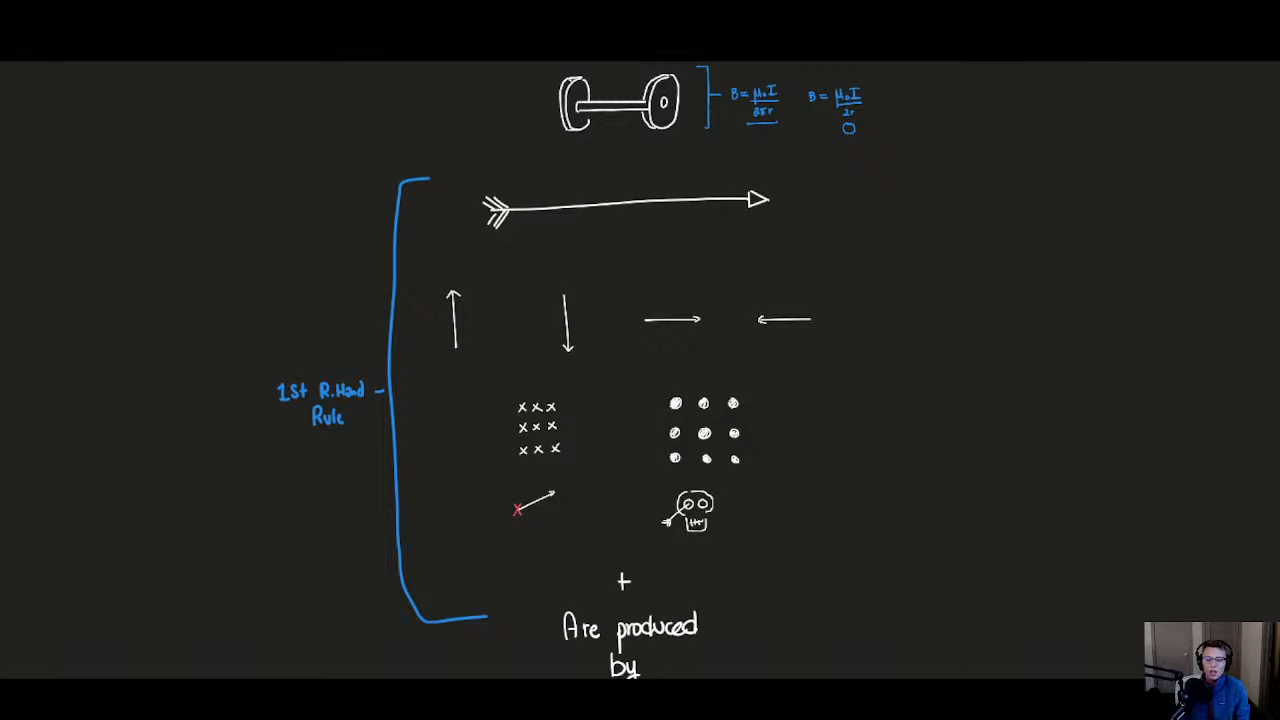 B = μ₀I / 2πr
B = μ₀I / 2r
1st R.Hand
Rule
x x x
x x x
x x x
x
+
Are produced
by